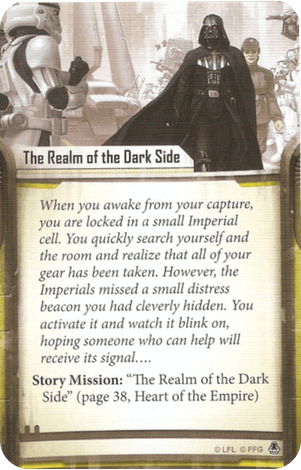 The Realm of the Dark Side
When you awake from your capture,
you are locked in a small Imperial
cell. You quickly search yourself and
the room and realize that all of your
gear has been taken. However, the
Imperials missed a small distress
beacon you had cleverly hidden. You
activate it and watch it blink on,
hoping someone who can help will
receive its signal....
Story Mission: “The Realm of the Dark
Side” (page 38, Heart of the Empire)
© LFL © FFG